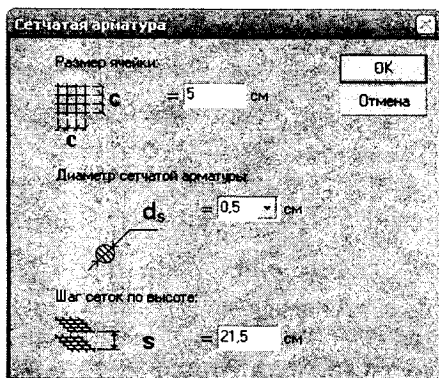 Сетчатая арматура
Размер ячейки:
OK
c
= 5 см
Отмена
c
Диаметр сетчатой арматуры:
ds
= 0,5 см
Шаг сеток по высоте:
s = 21,5 см